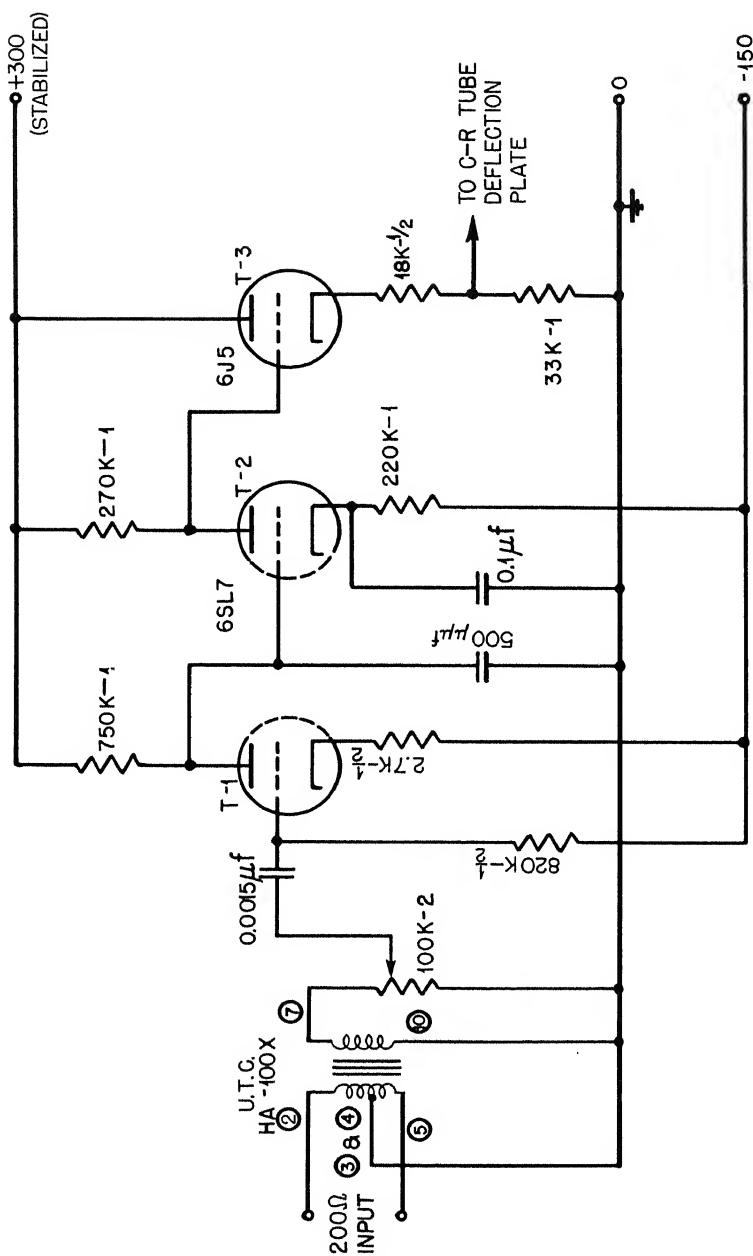 +300
(STABILIZED)
750K-1
270K-1
T-1
6SL7
T-2
6J5
T-3
0.0015μf
U.T.C.
HA-100X
②
③ & ④
⑤
⑦
⑩
200Ω
INPUT
100K-2
820K-½
2.7K-½
500μμf
0.1μf
220K-1
18K-½
33K-1
TO C-R TUBE
DEFLECTION
PLATE
0
-150